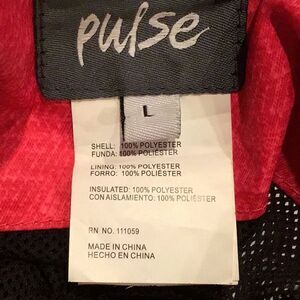 pulse
L
SHELL: 100% POLYESTER
FUNDA: 100% POLIÉSTER
LINING: 100% POLYESTER
FORRO: 100% POLIÉSTER
INSULATED: 100% POLYESTER
CON AISLAMIENTO: 100% POLIÉSTER
RN NO. 111059
MADE IN CHINA
HECHO EN CHINA